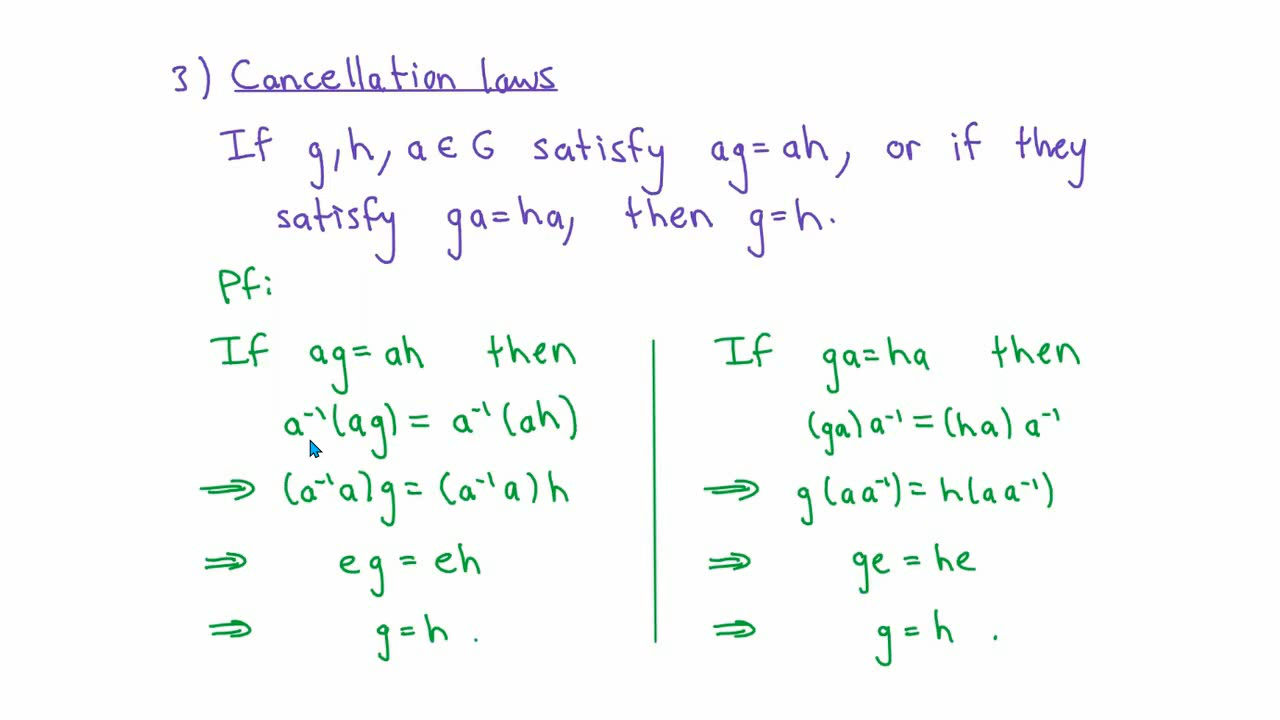 3) Cancellation laws
If g, h, a ∈ G satisfy ag = ah, or if they
satisfy ga = ha, then g = h.
Pf:
If ag = ah then
a⁻¹(ag) = a⁻¹(ah)
⇒ (a⁻¹a)g = (a⁻¹a)h
⇒ eg = eh
⇒ g = h.
If ga = ha then
(ga)a⁻¹ = (ha)a⁻¹
⇒ g(aa⁻¹) = h(aa⁻¹)
⇒ ge = he
⇒ g = h.